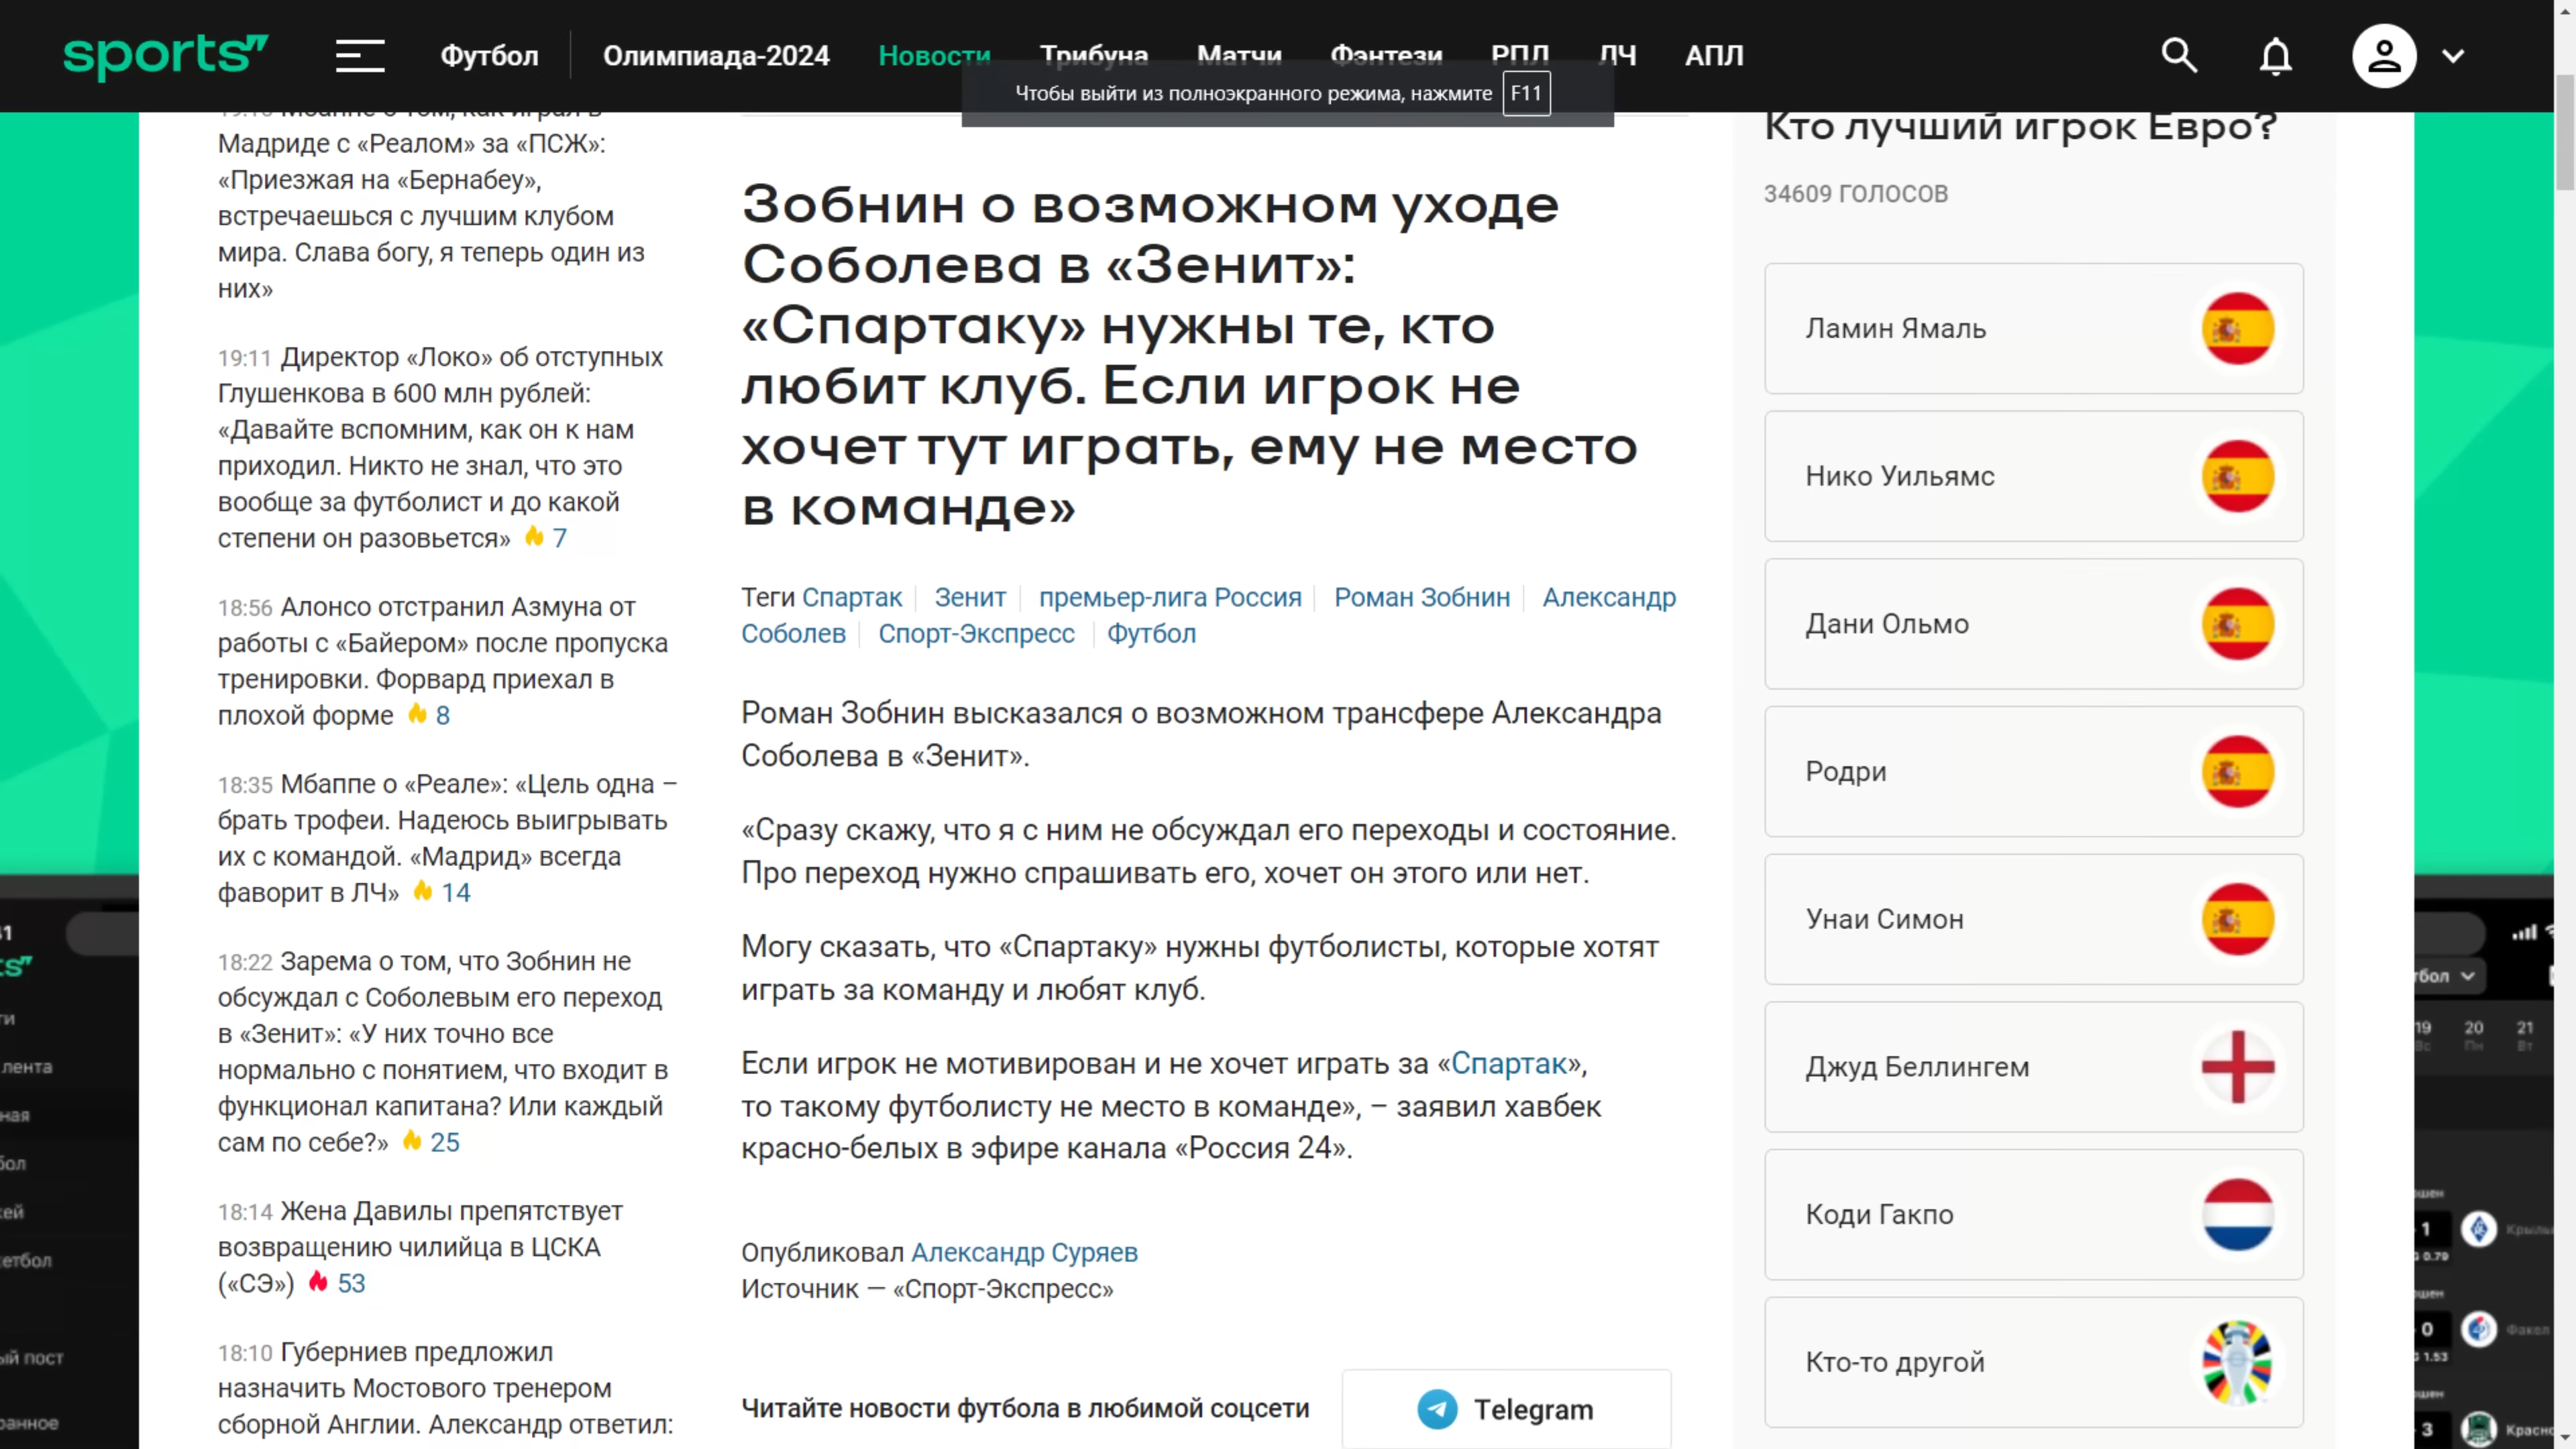 sports"
Футбол
Олимпиада-2024
Новости
Трибуна
Матчи
Фэнтези
РПЛ
ЛЧ
АПЛ
Чтобы выйти из полноэкранного режима, нажмите F11
Мадриде с «Реалом» за «ПСЖ»:
«Приезжая на «Бернабеу»,
встречаешься с лучшим клубом
мира. Слава богу, я теперь один из
них»
19:11 Директор «Локо» об отступных
Глушенкова в 600 млн рублей:
«Давайте вспомним, как он к нам
приходил. Никто не знал, что это
вообще за футболист и до какой
степени он разовьется» 7
18:56 Алонсо отстранил Азмуна от
работы с «Байером» после пропуска
тренировки. Форвард приехал в
плохой форме 8
18:35 Мбаппе о «Реале»: «Цель одна –
брать трофеи. Надеюсь выигрывать
их с командой. «Мадрид» всегда
фаворит в ЛЧ» 14
18:22 Зарема о том, что Зобнин не
обсуждал с Соболевым его переход
в «Зенит»: «У них точно все
нормально с понятием, что входит в
функционал капитана? Или каждый
сам по себе?» 25
18:14 Жена Давилы препятствует
возвращению чилийца в ЦСКА
(«СЭ») 53
18:10 Губерниев предложил
назначить Мостового тренером
сборной Англии. Александр ответил:
Зобнин о возможном уходе
Соболева в «Зенит»:
«Спартаку» нужны те, кто
любит клуб. Если игрок не
хочет тут играть, ему не место
в команде»
Теги Спартак Зенит премьер-лига Россия Роман Зобнин Александр
Соболев Спорт-Экспресс Футбол
Роман Зобнин высказался о возможном трансфере Александра
Соболева в «Зенит».
«Сразу скажу, что я с ним не обсуждал его переходы и состояние.
Про переход нужно спрашивать его, хочет он этого или нет.
Могу сказать, что «Спартаку» нужны футболисты, которые хотят
играть за команду и любят клуб.
Если игрок не мотивирован и не хочет играть за «Спартак»,
то такому футболисту не место в команде», – заявил хавбек
красно-белых в эфире канала «Россия 24».
Опубликовал Александр Суряев
Источник — «Спорт-Экспресс»
Читайте новости футбола в любимой соцсети
Telegram
Кто лучший игрок Евро?
34609 ГОЛОСОВ
Ламин Ямаль
Нико Уильямс
Дани Ольмо
Родри
Унаи Симон
Джуд Беллингем
Коди Гакпо
Кто-то другой
19 20 21
Вс Пн Вт
1
0.79
0
1.53
3